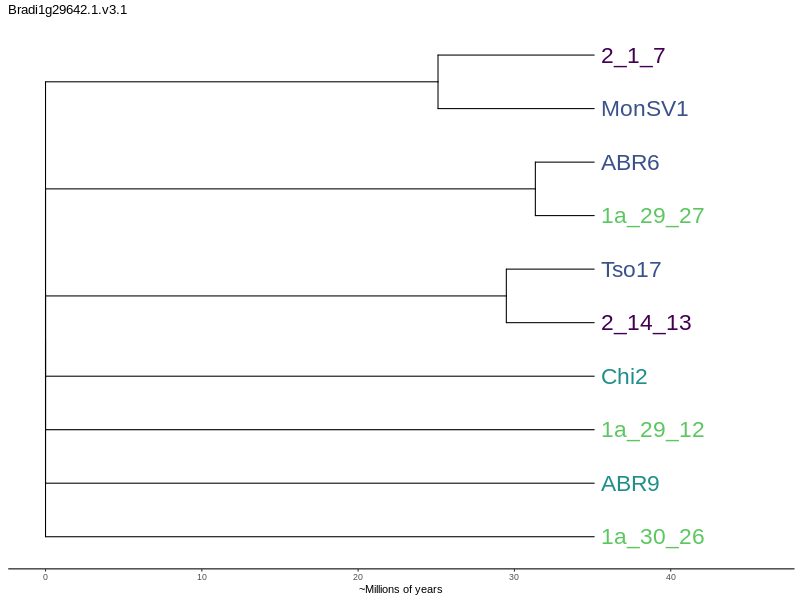 Bradi1g29642.1.v3.1
2_1_7
MonSV1
ABR6
1a_29_27
Tso17
2_14_13
Chi2
1a_29_12
ABR9
1a_30_26
0 10 20 30 40
~Millions of years